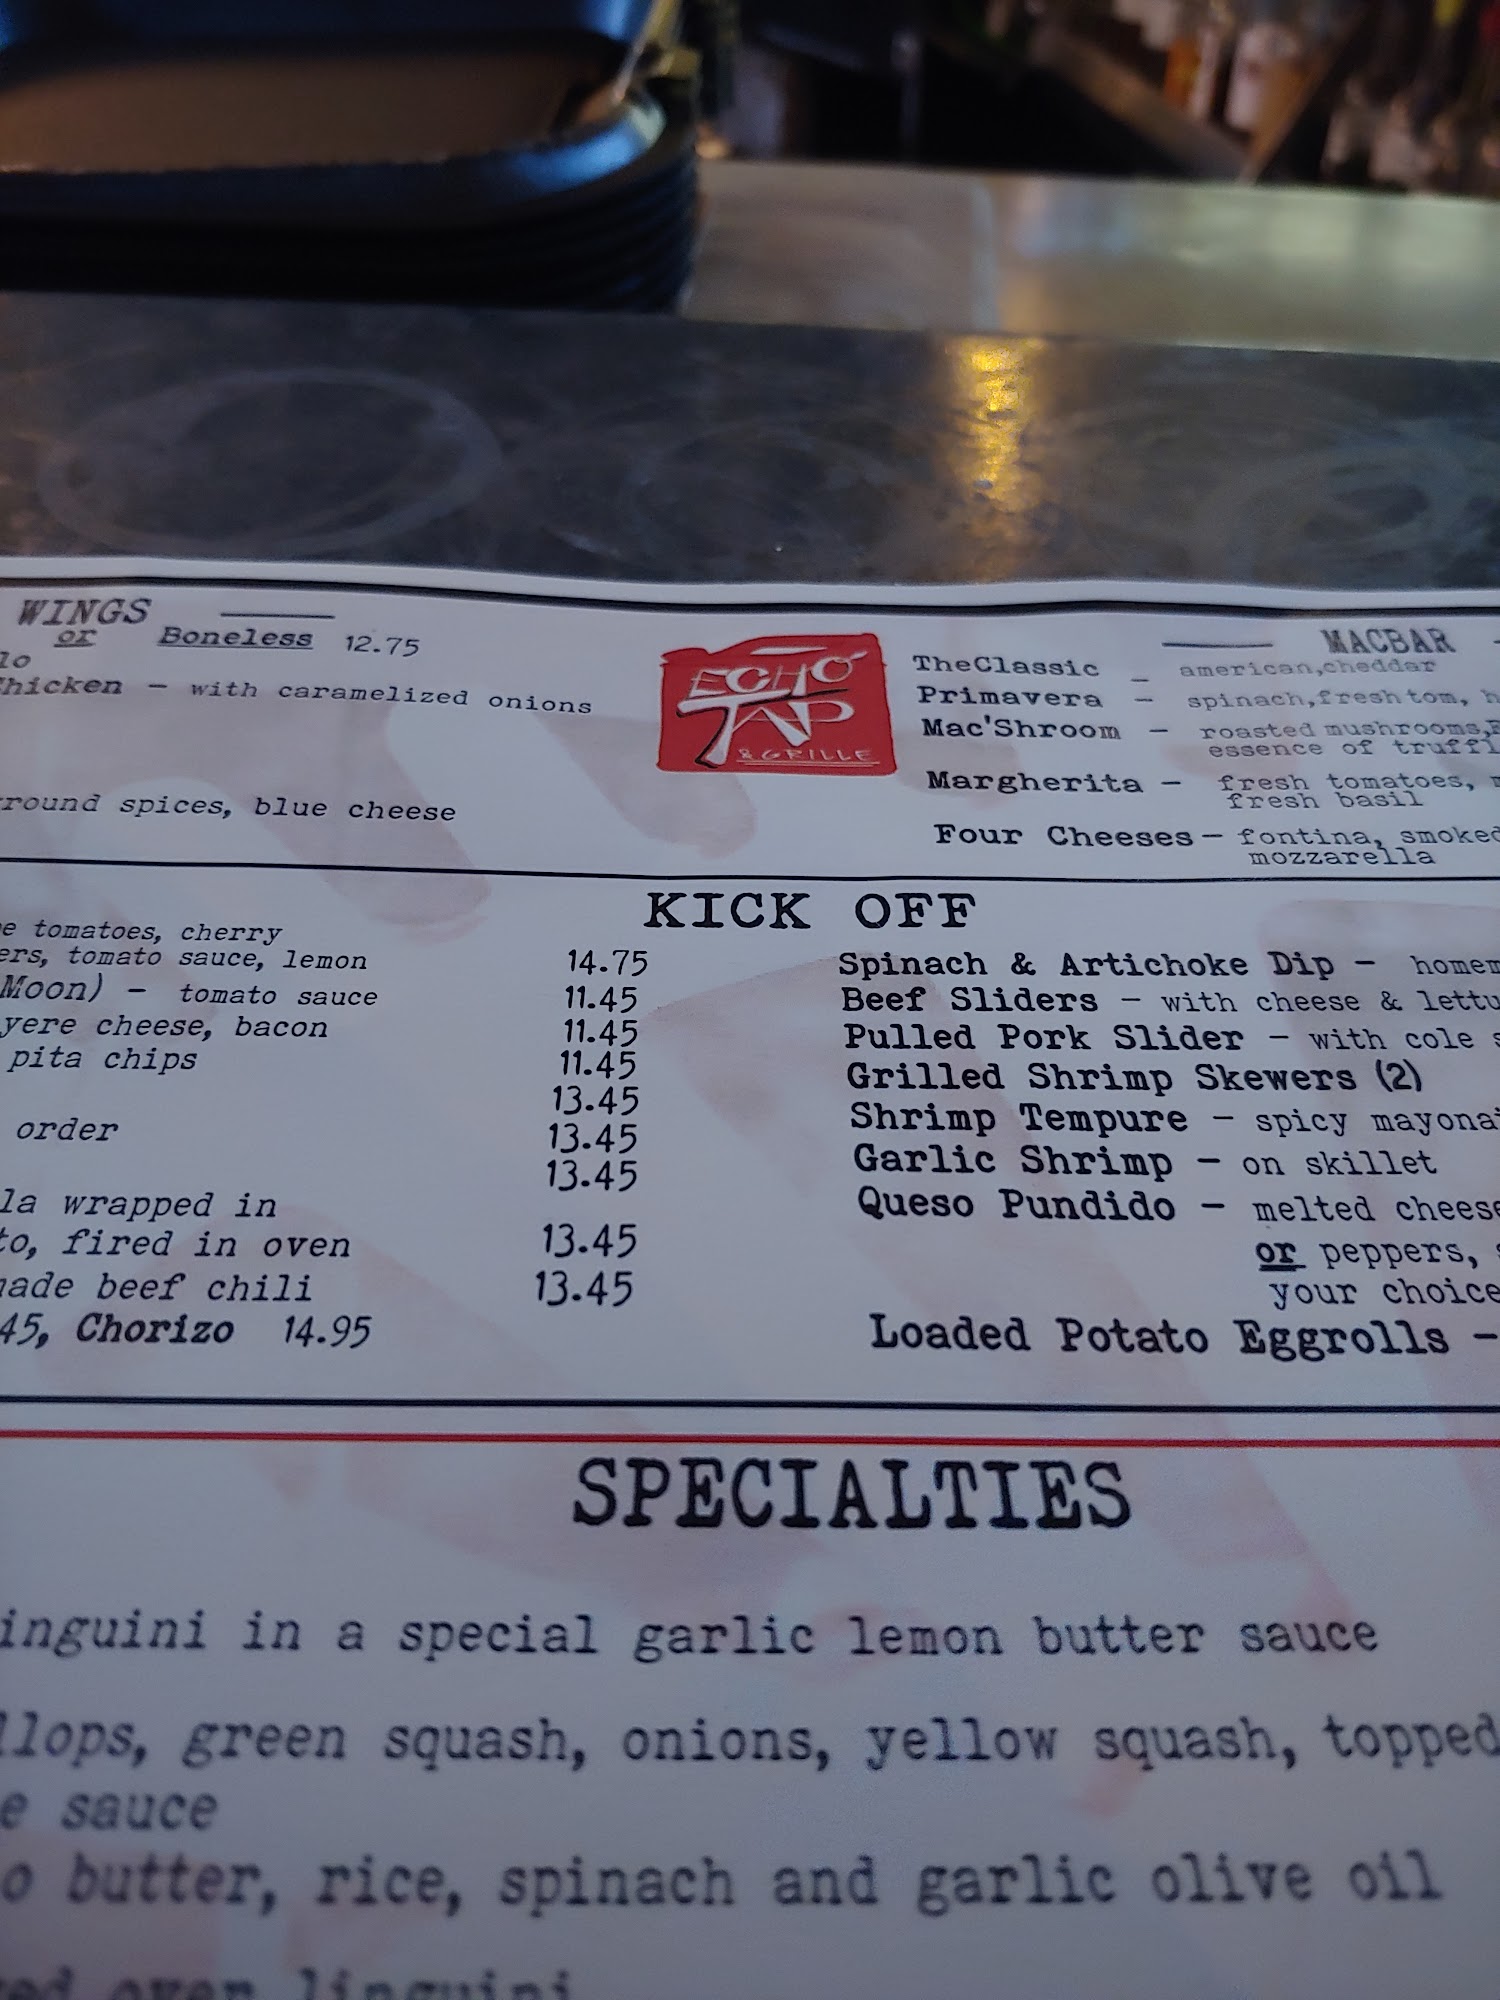 WINGS
or Boneless 12.75
lo
hicken — with caramelized onions
round spices, blue cheese
ECHO
TAP
& GRILLE
MACBAR
TheClassic — american,cheddar
Primavera — spinach,fresh tom,
Mac'Shroom — roasted mushrooms,
essence of truffl
Margherita — fresh tomatoes,
fresh basil
Four Cheeses — fontina, smoked
mozzarella
KICK OFF
e tomatoes, cherry
ers, tomato sauce, lemon 14.75
Moon) — tomato sauce 11.45
yere cheese, bacon 11.45
pita chips 11.45
13.45
order 13.45
13.45
la wrapped in
to, fired in oven 13.45
ade beef chili 13.45
45, Chorizo 14.95
Spinach & Artichoke Dip — homem
Beef Sliders — with cheese & lettu
Pulled Pork Slider — with cole s
Grilled Shrimp Skewers (2)
Shrimp Tempure — spicy mayonai
Garlic Shrimp — on skillet
Queso Pundido — melted cheese
or peppers,
your choice
Loaded Potato Eggrolls —
SPECIALTIES
inguini in a special garlic lemon butter sauce
llops, green squash, onions, yellow squash, topped
e sauce
o butter, rice, spinach and garlic olive oil
ed over linguini